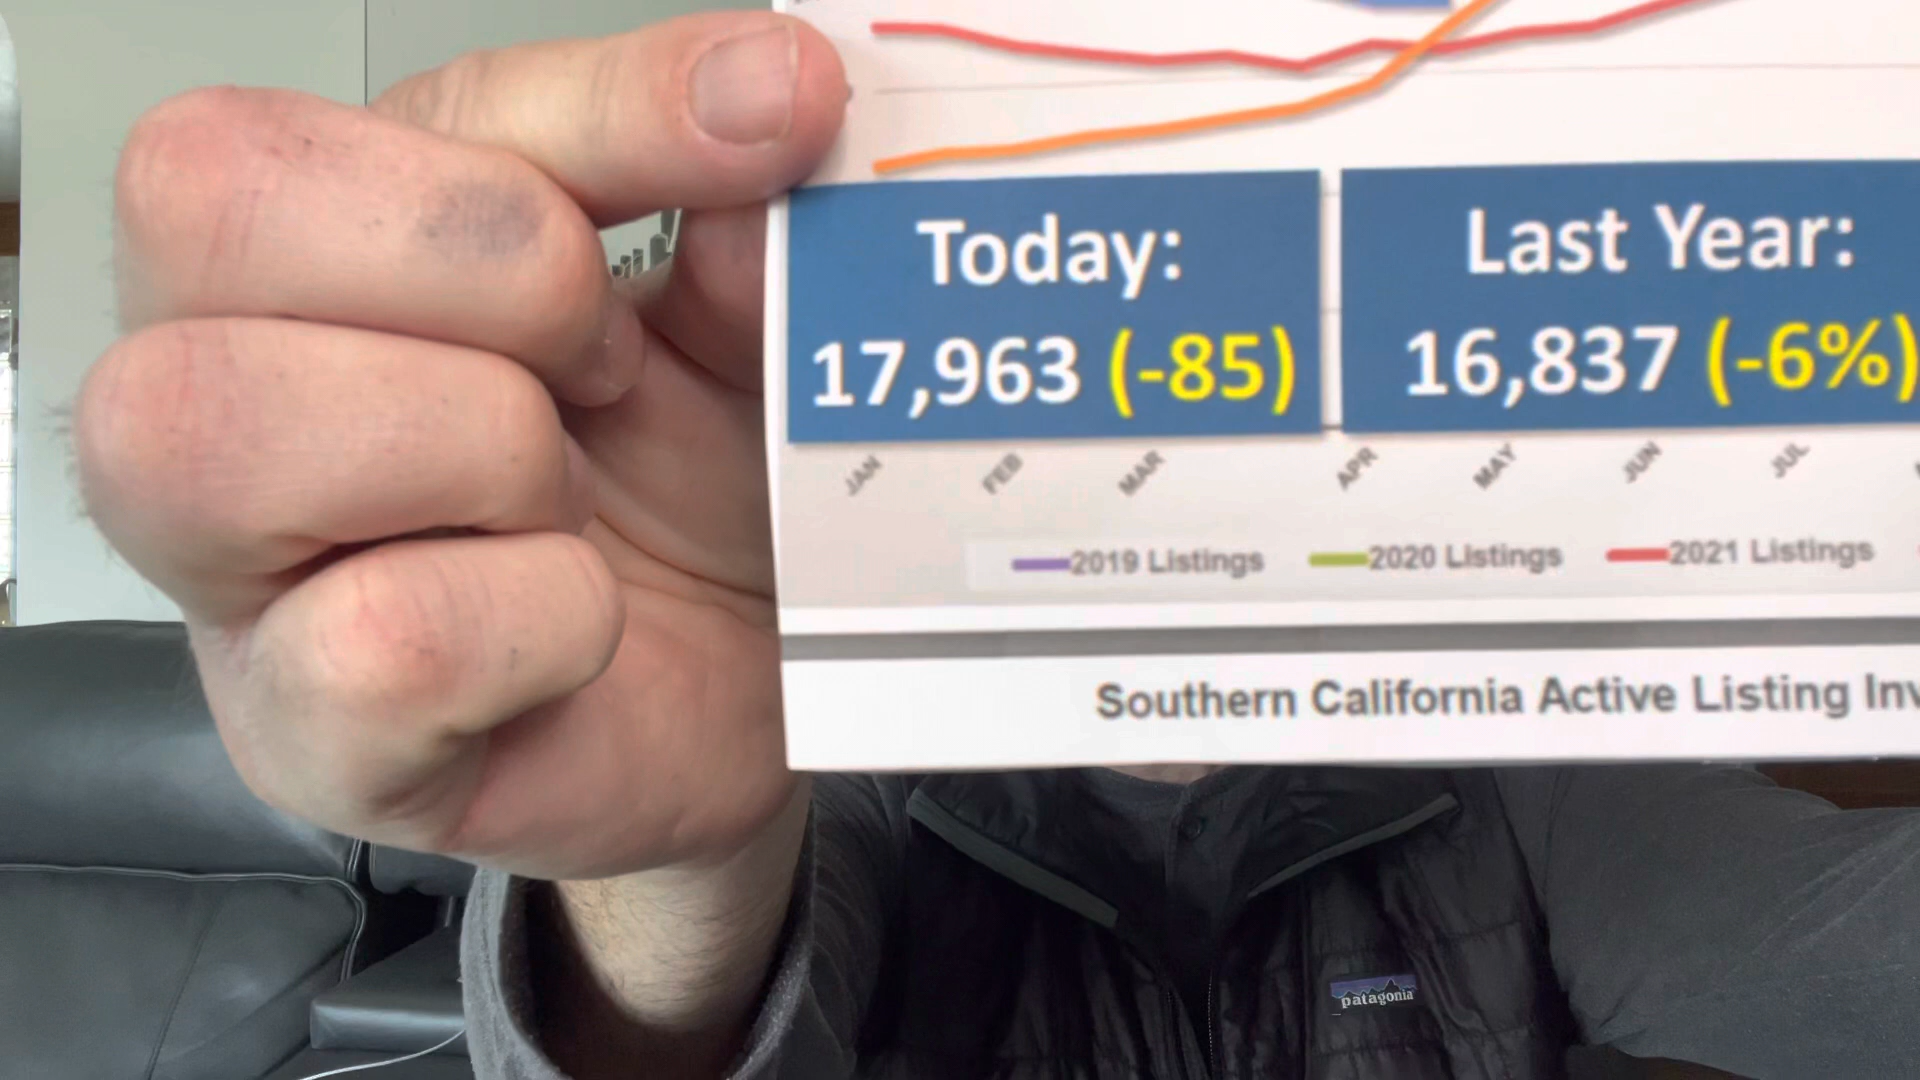 Today:
17,963 (-85)
Last Year:
16,837 (-6%)
JAN FEB MAR APR MAY JUN JUL
2019 Listings 2020 Listings 2021 Listings
Southern California Active Listing Inv
patagonia